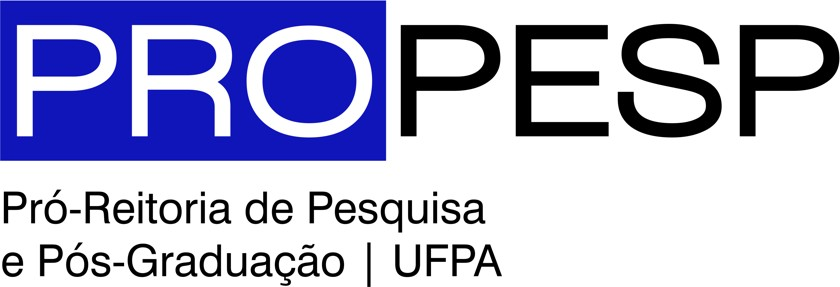 PROPESP
Pró-Reitoria de Pesquisa
e Pós-Graduação | UFPA